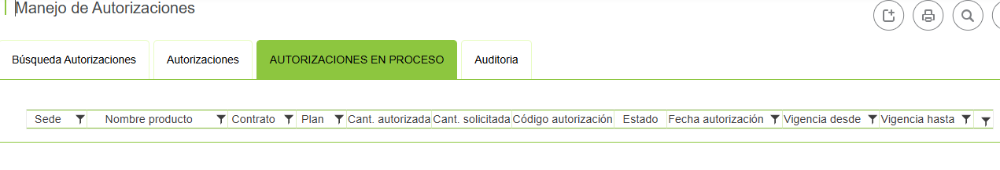 Manejo de Autorizaciones
Búsqueda Autorizaciones Autorizaciones AUTORIZACIONES EN PROCESO Auditoria
Sede Nombre producto Contrato Plan Cant. autorizada Cant. solicitada Código autorización Estado Fecha autorización Vigencia desde Vigencia hasta